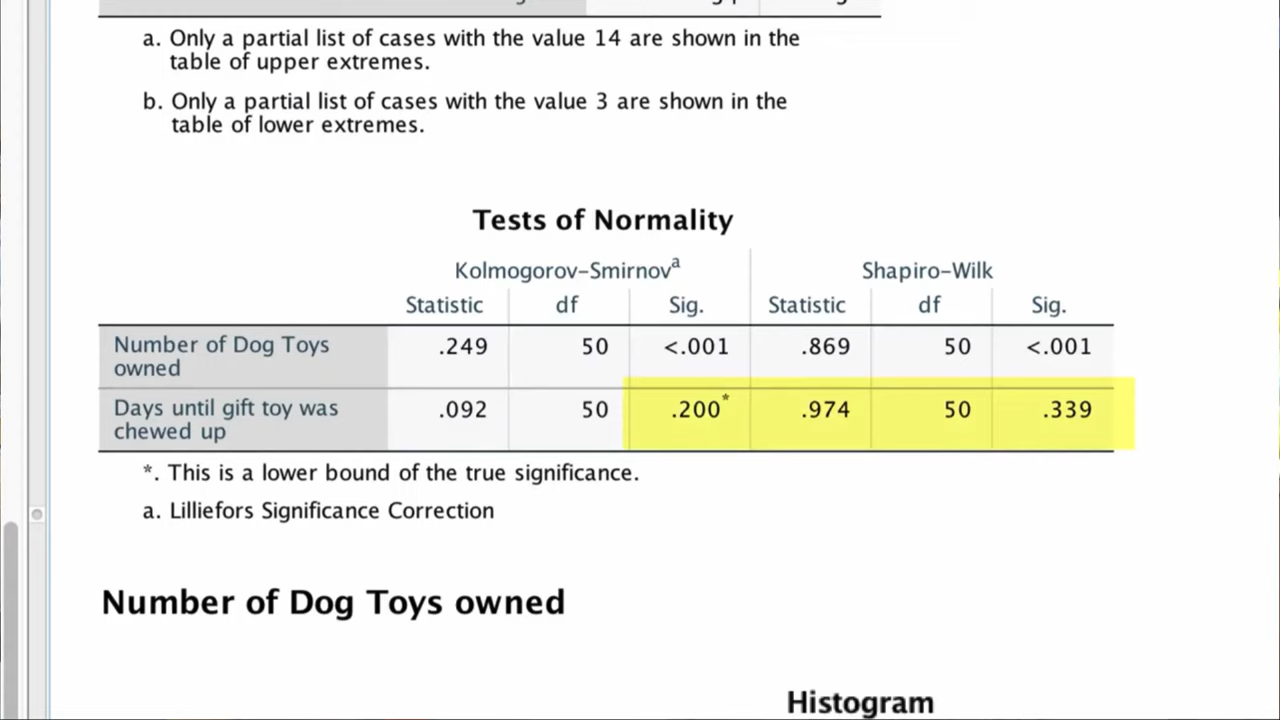 a. Only a partial list of cases with the value 14 are shown in the
table of upper extremes.
b. Only a partial list of cases with the value 3 are shown in the
table of lower extremes.
Tests of Normality
Kolmogorov–Smirnovᵃ Shapiro–Wilk
Statistic df Sig. Statistic df Sig.
Number of Dog Toys
owned .249 50 <.001 .869 50 <.001
Days until gift toy was
chewed up .092 50 .200* .974 50 .339
*. This is a lower bound of the true significance.
a. Lilliefors Significance Correction
Number of Dog Toys owned
Histogram